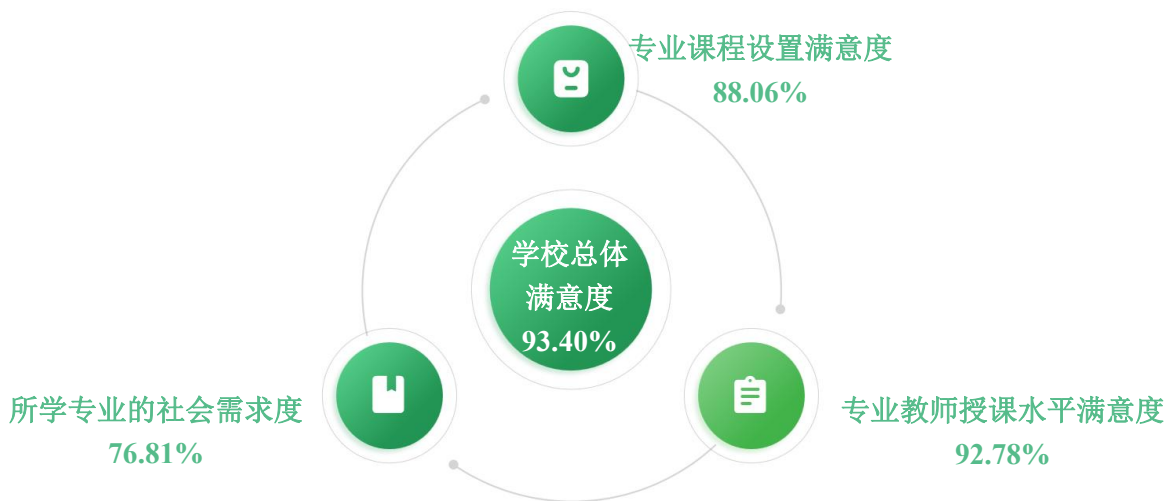 专业课程设置满意度
88.06%
学校总体
满意度
93.40%
所学专业的社会需求度
76.81%
专业教师授课水平满意度
92.78%